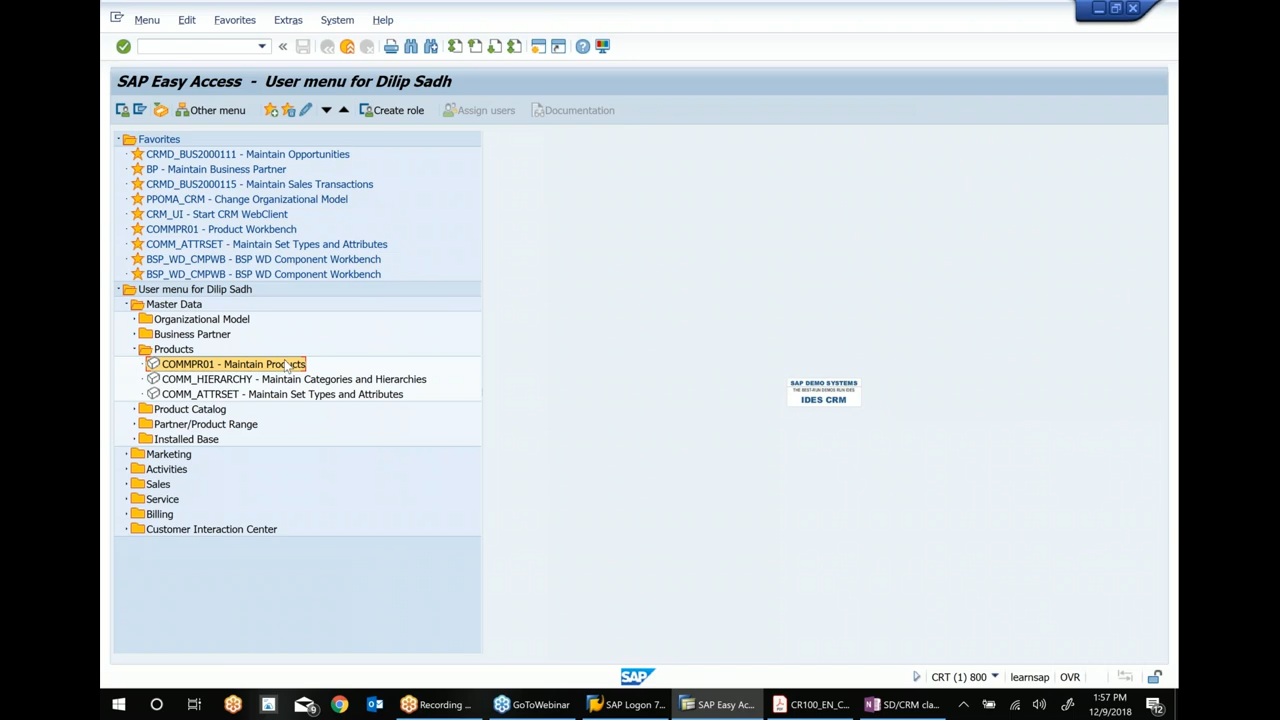 Menu Edit Favorites Extras System Help
SAP Easy Access - User menu for Dilip Sadh
Other menu Create role Assign users Documentation
Favorites
CRMD_BUS2000111 - Maintain Opportunities
BP - Maintain Business Partner
CRMD_BUS2000115 - Maintain Sales Transactions
PPOMA_CRM - Change Organizational Model
CRM_UI - Start CRM WebClient
COMMPR01 - Product Workbench
COMM_ATTRSET - Maintain Set Types and Attributes
BSP_WD_CMPWB - BSP WD Component Workbench
BSP_WD_CMPWB - BSP WD Component Workbench
User menu for Dilip Sadh
Master Data
Organizational Model
Business Partner
Products
COMMPR01 - Maintain Products
COMM_HIERARCHY - Maintain Categories and Hierarchies
COMM_ATTRSET - Maintain Set Types and Attributes
Product Catalog
Partner/Product Range
Installed Base
Marketing
Activities
Sales
Service
Billing
Customer Interaction Center
SAP DEMO SYSTEMS
THE BEST-RUN DEMOS RUN IDES
IDES CRM
SAP
CRT (1) 800 learnsap OVR
Recording ... GoToWebinar SAP Logon 7... SAP Easy Ac... CR100_EN_C... SD/CRM cla...
1:57 PM
12/9/2018